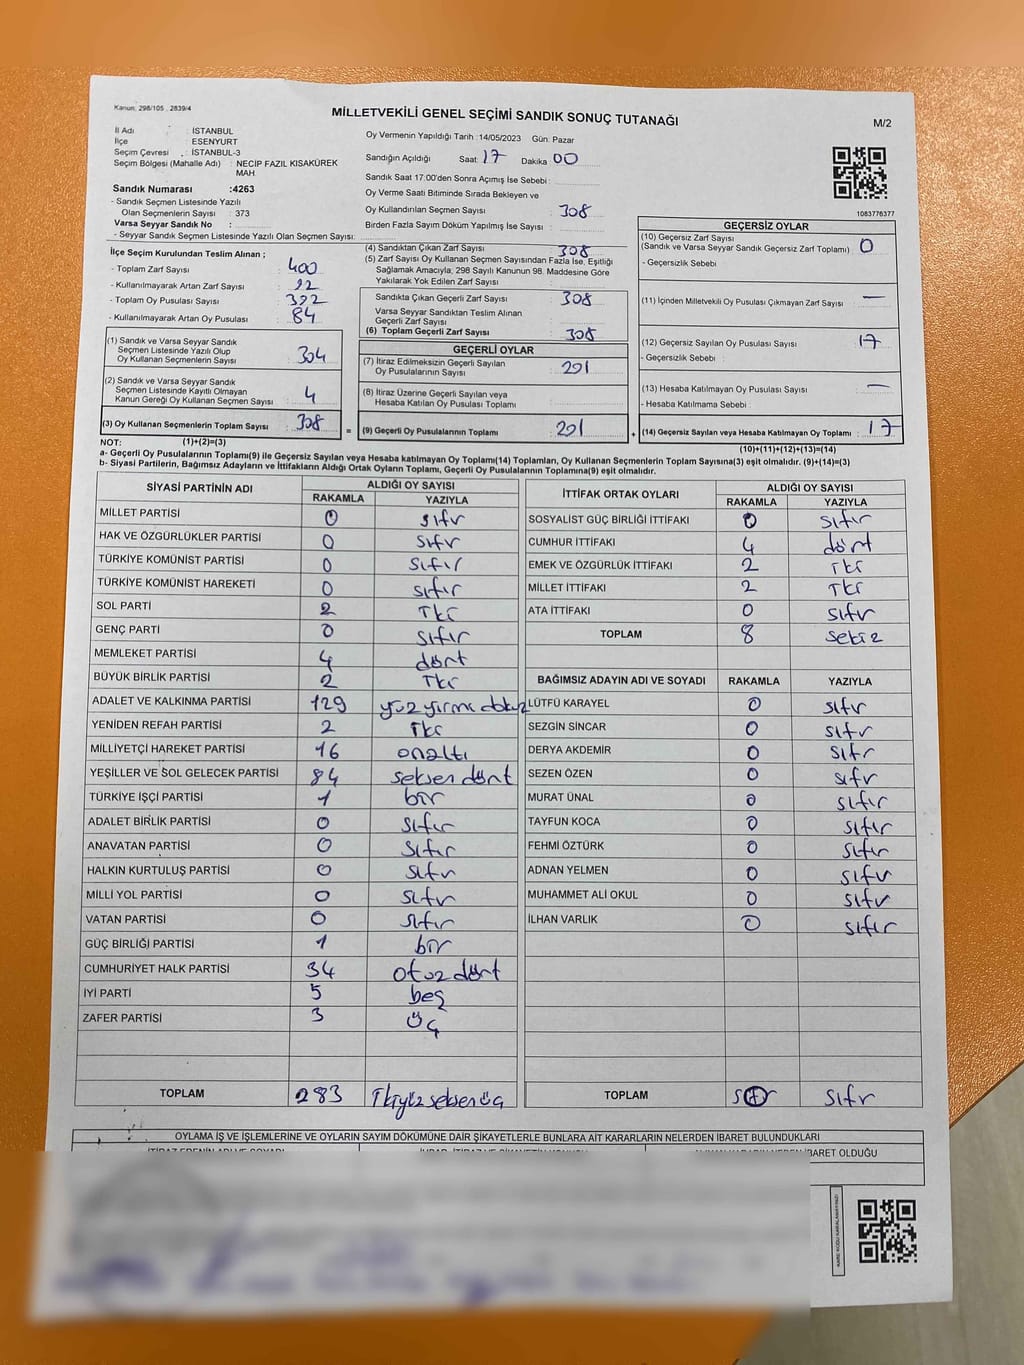 Kanun: 298/105 , 2839/4
MİLLETVEKİLİ GENEL SEÇİMİ SANDIK SONUÇ TUTANAĞI
M/2
İl Adı : İSTANBUL
İlçe : ESENYURT
Seçim Çevresi : İSTANBUL-3
Seçim Bölgesi (Mahalle Adı) : NECİP FAZIL KISAKÜREK MAH.
Sandık Numarası :4263
- Sandık Seçmen Listesinde Yazılı
Olan Seçmenlerin Sayısı : 373
Varsa Seyyar Sandık No :
- Seyyar Sandık Seçmen Listesinde Yazılı Olan Seçmen Sayısı:
Oy Vermenin Yapıldığı Tarih :14/05/2023 Gün: Pazar
Sandığın Açıldığı Saat: 17 Dakika 00
Sandık Saat 17:00'den Sonra Açımış İse Sebebi :
Oy Verme Saati Bitiminde Sırada Bekleyen ve
Oy Kullandırılan Seçmen Sayısı : 308
Birden Fazla Sayım Döküm Yapılmış İse Sayısı :
1083776377
İlçe Seçim Kurulundan Teslim Alınan ;
- Toplam Zarf Sayısı : 400
- Kullanılmayarak Artan Zarf Sayısı : 92
- Toplam Oy Pusulası Sayısı : 392
- Kullanılmayarak Artan Oy Pusulası : 84
(1) Sandık ve Varsa Seyyar Sandık
Seçmen Listesinde Yazılı Olup
Oy Kullanan Seçmenlerin Sayısı : 304
(2) Sandık ve Varsa Seyyar Sandık
Seçmen Listesinde Kayıtlı Olmayan
Kanun Gereği Oy Kullanan Seçmen Sayısı : 4
(3) Oy Kullanan Seçmenlerin Toplam Sayısı : 308
(4) Sandıktan Çıkan Zarf Sayısı : 308
(5) Zarf Sayısı Oy Kullanan Seçmen Sayısından Fazla İse, Eşitliği
Sağlamak Amacıyla, 298 Sayılı Kanunun 98. Maddesine Göre
Yakılarak Yok Edilen Zarf Sayısı :
Sandıkta Çıkan Geçerli Zarf Sayısı : 308
Varsa Seyyar Sandıktan Teslim Alınan
Geçerli Zarf Sayısı :
(6) Toplam Geçerli Zarf Sayısı : 308
GEÇERLİ OYLAR
(7) İtiraz Edilmeksizin Geçerli Sayılan
Oy Pusulalarının Sayısı : 291
(8) İtiraz Üzerine Geçerli Sayılan veya
Hesaba Katılan Oy Pusulası Toplamı :
= (9) Geçerli Oy Pusulalarının Toplamı : 291
GEÇERSİZ OYLAR
(10) Geçersiz Zarf Sayısı
(Sandık ve Varsa Seyyar Sandık Geçersiz Zarf Toplamı) : 0
- Geçersizlik Sebebi :
(11) İçinden Milletvekili Oy Pusulası Çıkmayan Zarf Sayısı : —
(12) Geçersiz Sayılan Oy Pusulası Sayısı : 17
- Geçersizlik Sebebi :
(13) Hesaba Katılmayan Oy Pusulası Sayısı : —
- Hesaba Katılmama Sebebi :
+ (14) Geçersiz Sayılan veya Hesaba Katılmayan Oy Toplamı : 17
NOT: (1)+(2)=(3)
(10)+(11)+(12)+(13)=(14)
a- Geçerli Oy Pusulalarının Toplamı(9) ile Geçersiz Sayılan veya Hesaba katılmayan Oy Toplamı(14) Toplamları, Oy Kullanan Seçmenlerin Toplam Sayısına(3) eşit olmalıdır. (9)+(14)=(3)
b- Siyasi Partilerin, Bağımsız Adayların ve İttifakların Aldığı Ortak Oyların Toplamı, Geçerli Oy Pusulalarının Toplamına(9) eşit olmalıdır.
SİYASİ PARTİNİN ADI ALDIĞI OY SAYISI
RAKAMLA YAZIYLA
MİLLET PARTİSİ 0 sıfır
HAK VE ÖZGÜRLÜKLER PARTİSİ 0 sıfır
TÜRKİYE KOMÜNİST PARTİSİ 0 sıfır
TÜRKİYE KOMÜNİST HAREKETİ 0 sıfır
SOL PARTİ 2 İki
GENÇ PARTİ 0 sıfır
MEMLEKET PARTİSİ 4 dört
BÜYÜK BİRLİK PARTİSİ 2 İki
ADALET VE KALKINMA PARTİSİ 129 yüz yirmi dokuz
YENİDEN REFAH PARTİSİ 2 İki
MİLLİYETÇİ HAREKET PARTİSİ 16 onaltı
YEŞİLLER VE SOL GELECEK PARTİSİ 84 seksen dört
TÜRKİYE İŞÇİ PARTİSİ 1 bir
ADALET BİRLİK PARTİSİ 0 sıfır
ANAVATAN PARTİSİ 0 sıfır
HALKIN KURTULUŞ PARTİSİ 0 sıfır
MİLLİ YOL PARTİSİ 0 sıfır
VATAN PARTİSİ 0 sıfır
GÜÇ BİRLİĞİ PARTİSİ 1 bir
CUMHURİYET HALK PARTİSİ 34 otuz dört
İYİ PARTİ 5 beş
ZAFER PARTİSİ 3 üç
TOPLAM 283 İkiyüz seksen üç
İTTİFAK ORTAK OYLARI ALDIĞI OY SAYISI
RAKAMLA YAZIYLA
SOSYALİST GÜÇ BİRLİĞİ İTTİFAKI 0 sıfır
CUMHUR İTTİFAKI 4 dört
EMEK VE ÖZGÜRLÜK İTTİFAKI 2 İki
MİLLET İTTİFAKI 2 İki
ATA İTTİFAKI 0 sıfır
TOPLAM 8 sekiz
BAĞIMSIZ ADAYIN ADI VE SOYADI RAKAMLA YAZIYLA
LÜTFÜ KARAYEL 0 sıfır
SEZGİN SİNCAR 0 sıfır
DERYA AKDEMİR 0 sıfır
SEZEN ÖZEN 0 sıfır
MURAT ÜNAL 0 sıfır
TAYFUN KOCA 0 sıfır
FEHMİ ÖZTÜRK 0 sıfır
ADNAN YELMEN 0 sıfır
MUHAMMET ALİ OKUL 0 sıfır
İLHAN VARLIK 0 sıfır
TOPLAM 0 sıfır
OYLAMA İŞ VE İŞLEMLERİNE VE OYLARIN SAYIM DÖKÜMÜNE DAİR ŞİKAYETLERLE BUNLARA AİT KARARLARIN NELERDEN İBARET BULUNDUKLARI
İBARET OLDUĞU